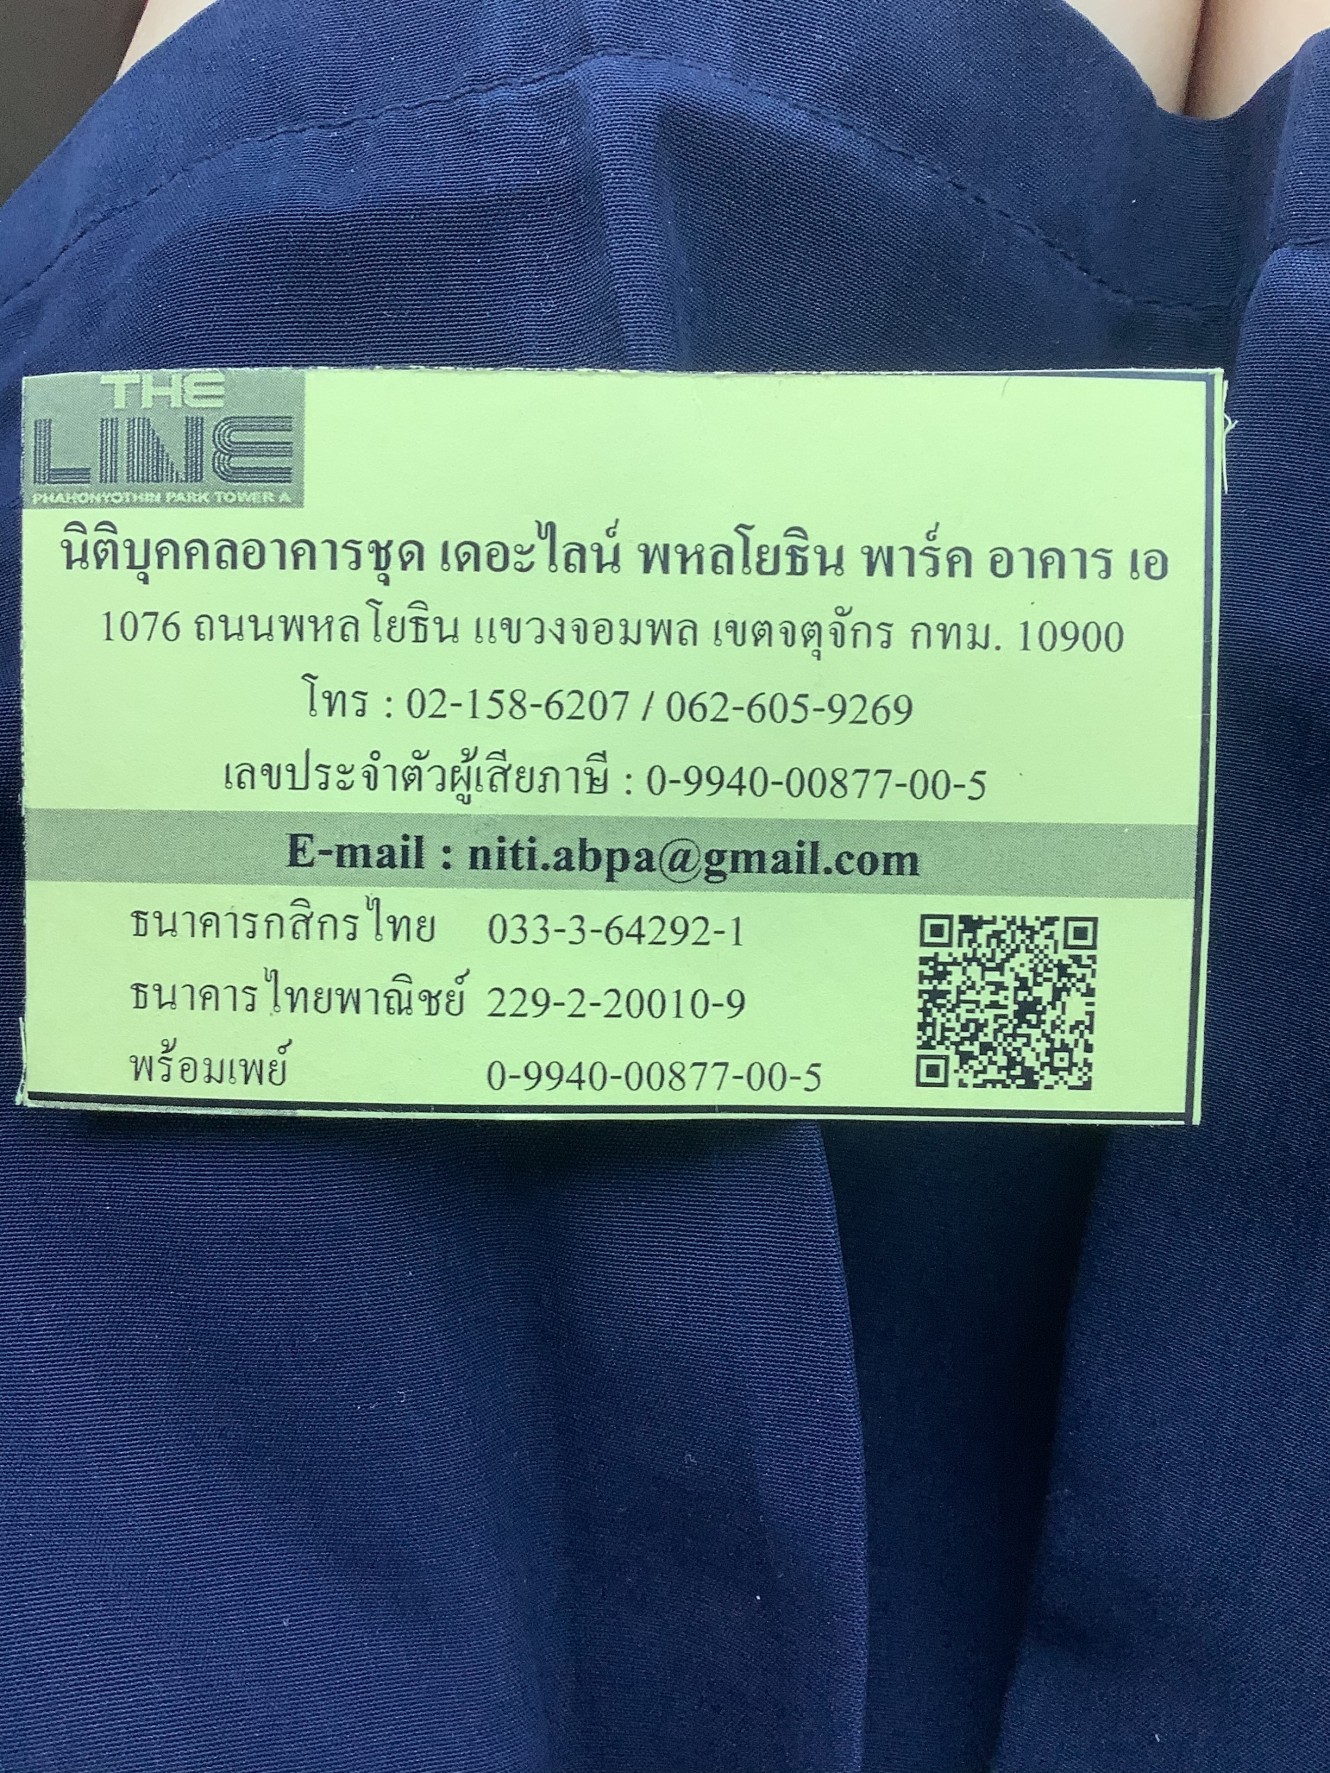 THE
LINE
PHAHONYOTHIN PARK TOWER A
นิติบุคคลอาคารชุด เดอะไลน์ พหลโยธิน พาร์ค อาคาร เอ
1076 ถนนพหลโยธิน แขวงจอมพล เขตจตุจักร กทม. 10900
โทร : 02-158-6207 / 062-605-9269
เลขประจำตัวผู้เสียภาษี : 0-9940-00877-00-5
E-mail : niti.abpa@gmail.com
ธนาคารกสิกรไทย 033-3-64292-1
ธนาคารไทยพาณิชย์ 229-2-20010-9
พร้อมเพย์ 0-9940-00877-00-5